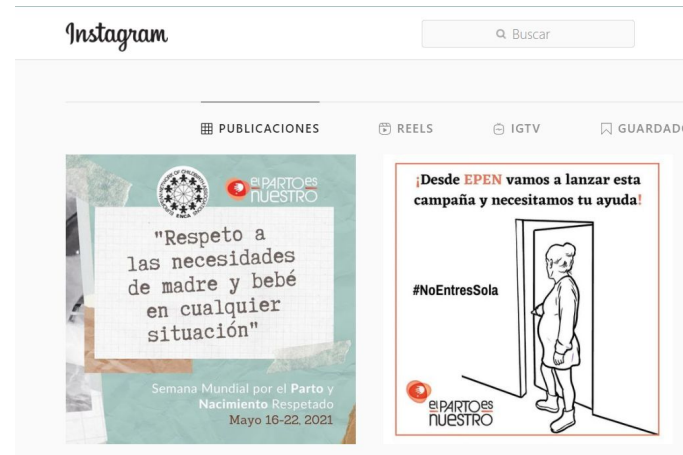 Instagram
Buscar
PUBLICACIONES
REELS
IGTV
GUARDADO
ENCA
el PARTO es
nuestro
"Respeto a
las necesidades
de madre y bebé
en cualquier
situación"
Semana Mundial por el Parto y
Nacimiento Respetado
Mayo 16-22, 2021
¡Desde EPEN vamos a lanzar esta
campaña y necesitamos tu ayuda!
#NoEntresSola
el PARTO es
nuestro